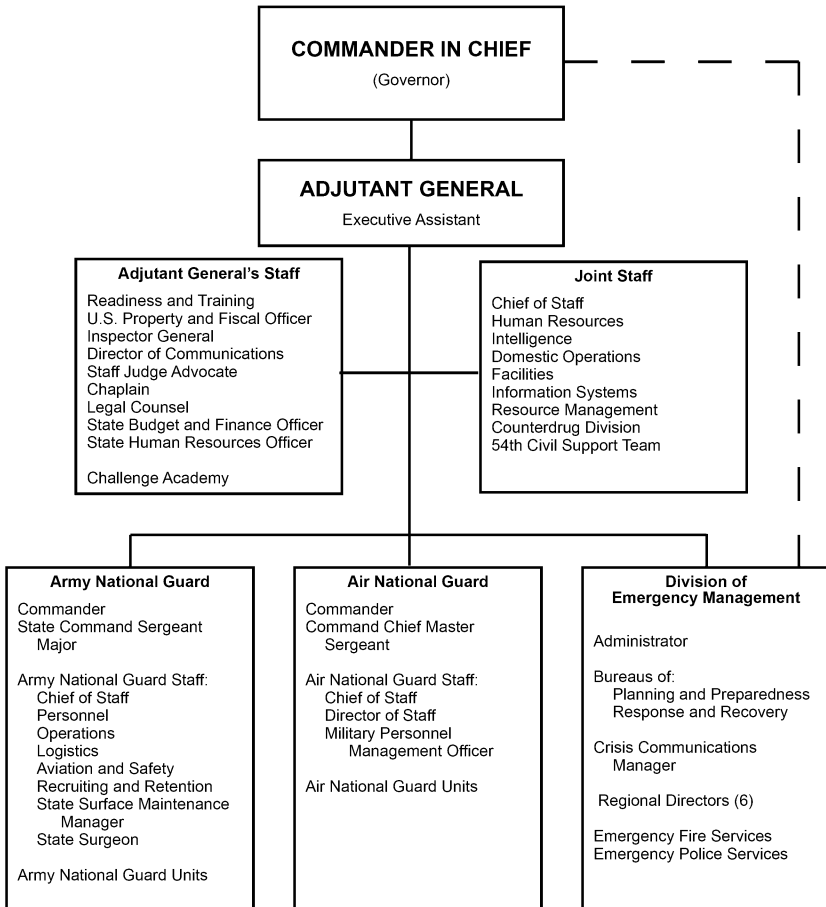 COMMANDER IN CHIEF
(Governor)
ADJUTANT GENERAL
Executive Assistant
Adjutant General's Staff
Readiness and Training
U.S. Property and Fiscal Officer
Inspector General
Director of Communications
Staff Judge Advocate
Chaplain
Legal Counsel
State Budget and Finance Officer
State Human Resources Officer
Challenge Academy
Joint Staff
Chief of Staff
Human Resources
Intelligence
Domestic Operations
Facilities
Information Systems
Resource Management
Counterdrug Division
54th Civil Support Team
Army National Guard
Commander
State Command Sergeant
Major
Army National Guard Staff:
Chief of Staff
Personnel
Operations
Logistics
Aviation and Safety
Recruiting and Retention
State Surface Maintenance
Manager
State Surgeon
Army National Guard Units
Air National Guard
Commander
Command Chief Master
Sergeant
Air National Guard Staff:
Chief of Staff
Director of Staff
Military Personnel
Management Officer
Air National Guard Units
Division of
Emergency Management
Administrator
Bureaus of:
Planning and Preparedness
Response and Recovery
Crisis Communications
Manager
Regional Directors (6)
Emergency Fire Services
Emergency Police Services